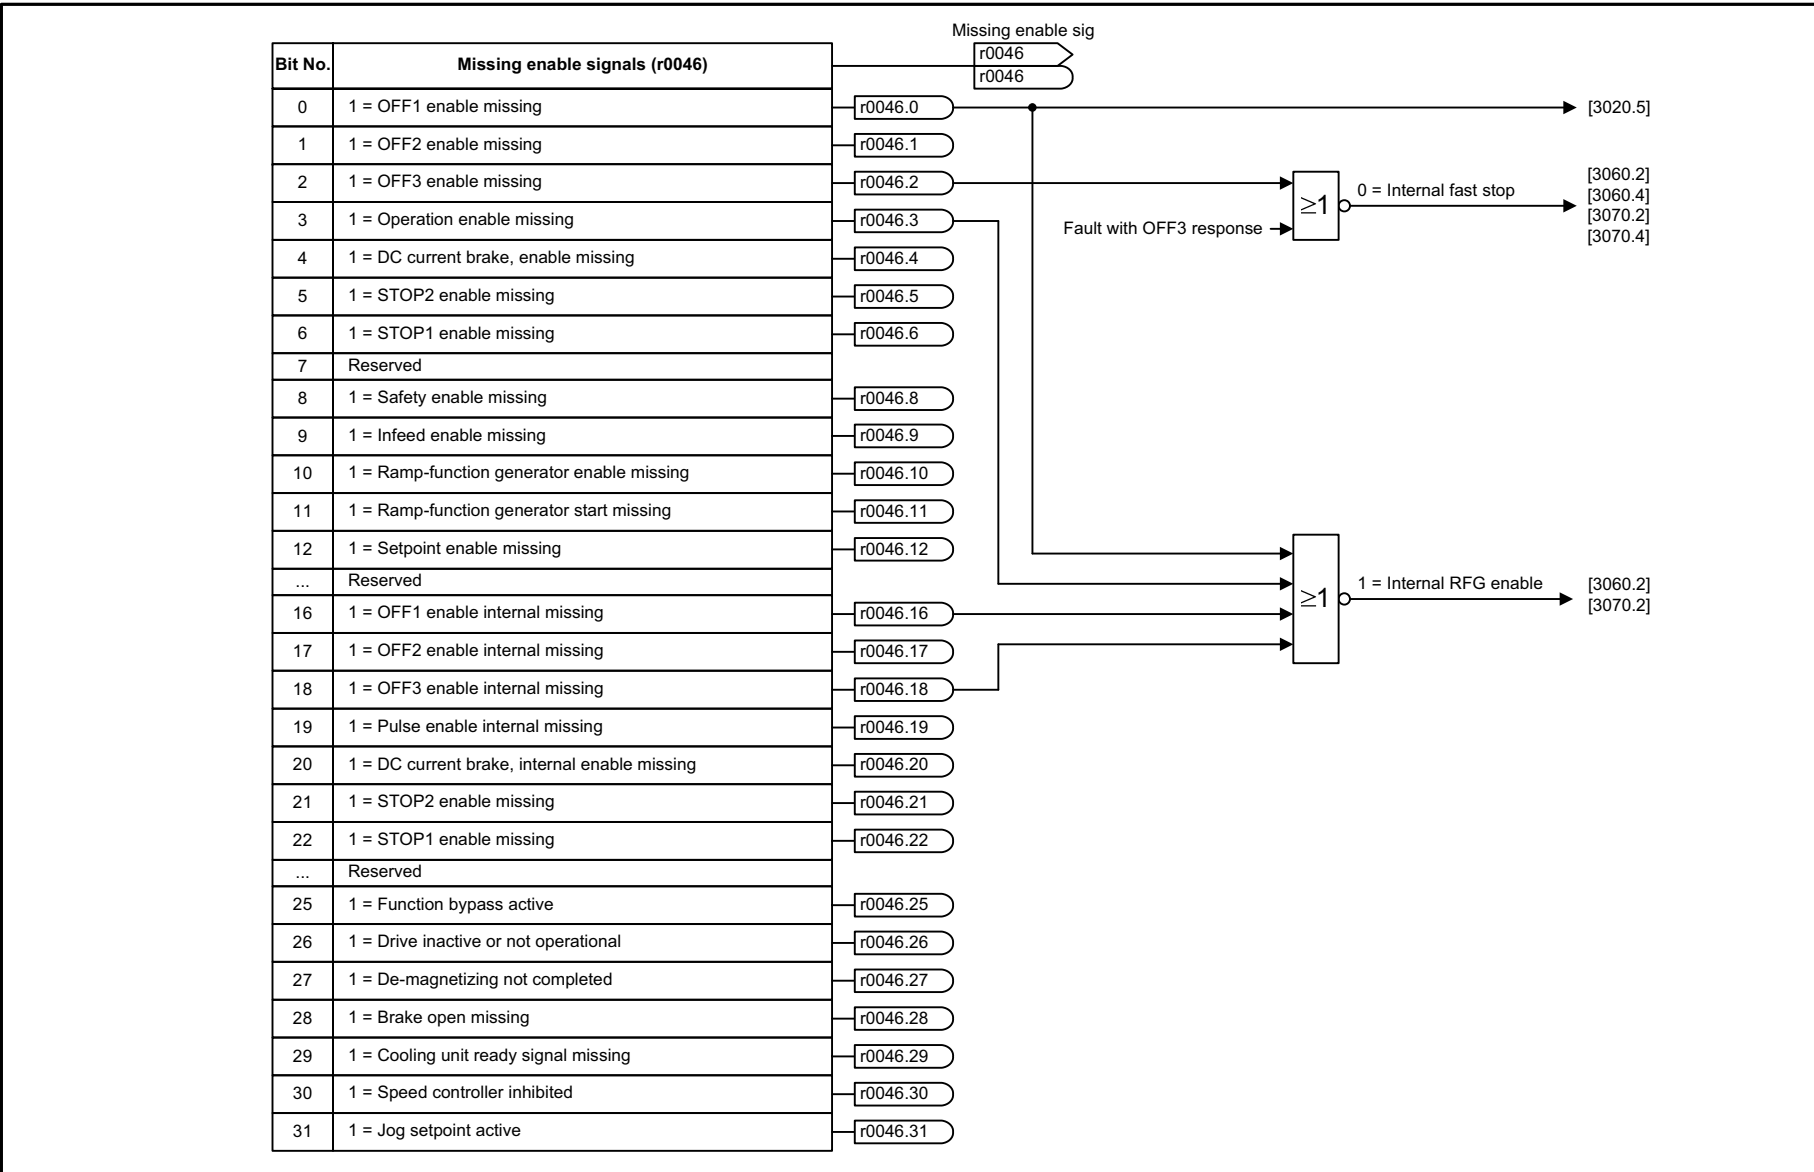 Missing enable sig
Bit No. Missing enable signals (r0046) r0046
r0046
0 1 = OFF1 enable missing r0046.0 [3020.5]
1 1 = OFF2 enable missing r0046.1
2 1 = OFF3 enable missing r0046.2
≥1 0 = Internal fast stop
[3060.2]
[3060.4]
[3070.2]
[3070.4]
3 1 = Operation enable missing r0046.3 Fault with OFF3 response
4 1 = DC current brake, enable missing r0046.4
5 1 = STOP2 enable missing r0046.5
6 1 = STOP1 enable missing r0046.6
7 Reserved
8 1 = Safety enable missing r0046.8
9 1 = Infeed enable missing r0046.9
10 1 = Ramp-function generator enable missing r0046.10
11 1 = Ramp-function generator start missing r0046.11
12 1 = Setpoint enable missing r0046.12
... Reserved
≥1 1 = Internal RFG enable [3060.2]
[3070.2]
16 1 = OFF1 enable internal missing r0046.16
17 1 = OFF2 enable internal missing r0046.17
18 1 = OFF3 enable internal missing r0046.18
19 1 = Pulse enable internal missing r0046.19
20 1 = DC current brake, internal enable missing r0046.20
21 1 = STOP2 enable missing r0046.21
22 1 = STOP1 enable missing r0046.22
... Reserved
25 1 = Function bypass active r0046.25
26 1 = Drive inactive or not operational r0046.26
27 1 = De-magnetizing not completed r0046.27
28 1 = Brake open missing r0046.28
29 1 = Cooling unit ready signal missing r0046.29
30 1 = Speed controller inhibited r0046.30
31 1 = Jog setpoint active r0046.31